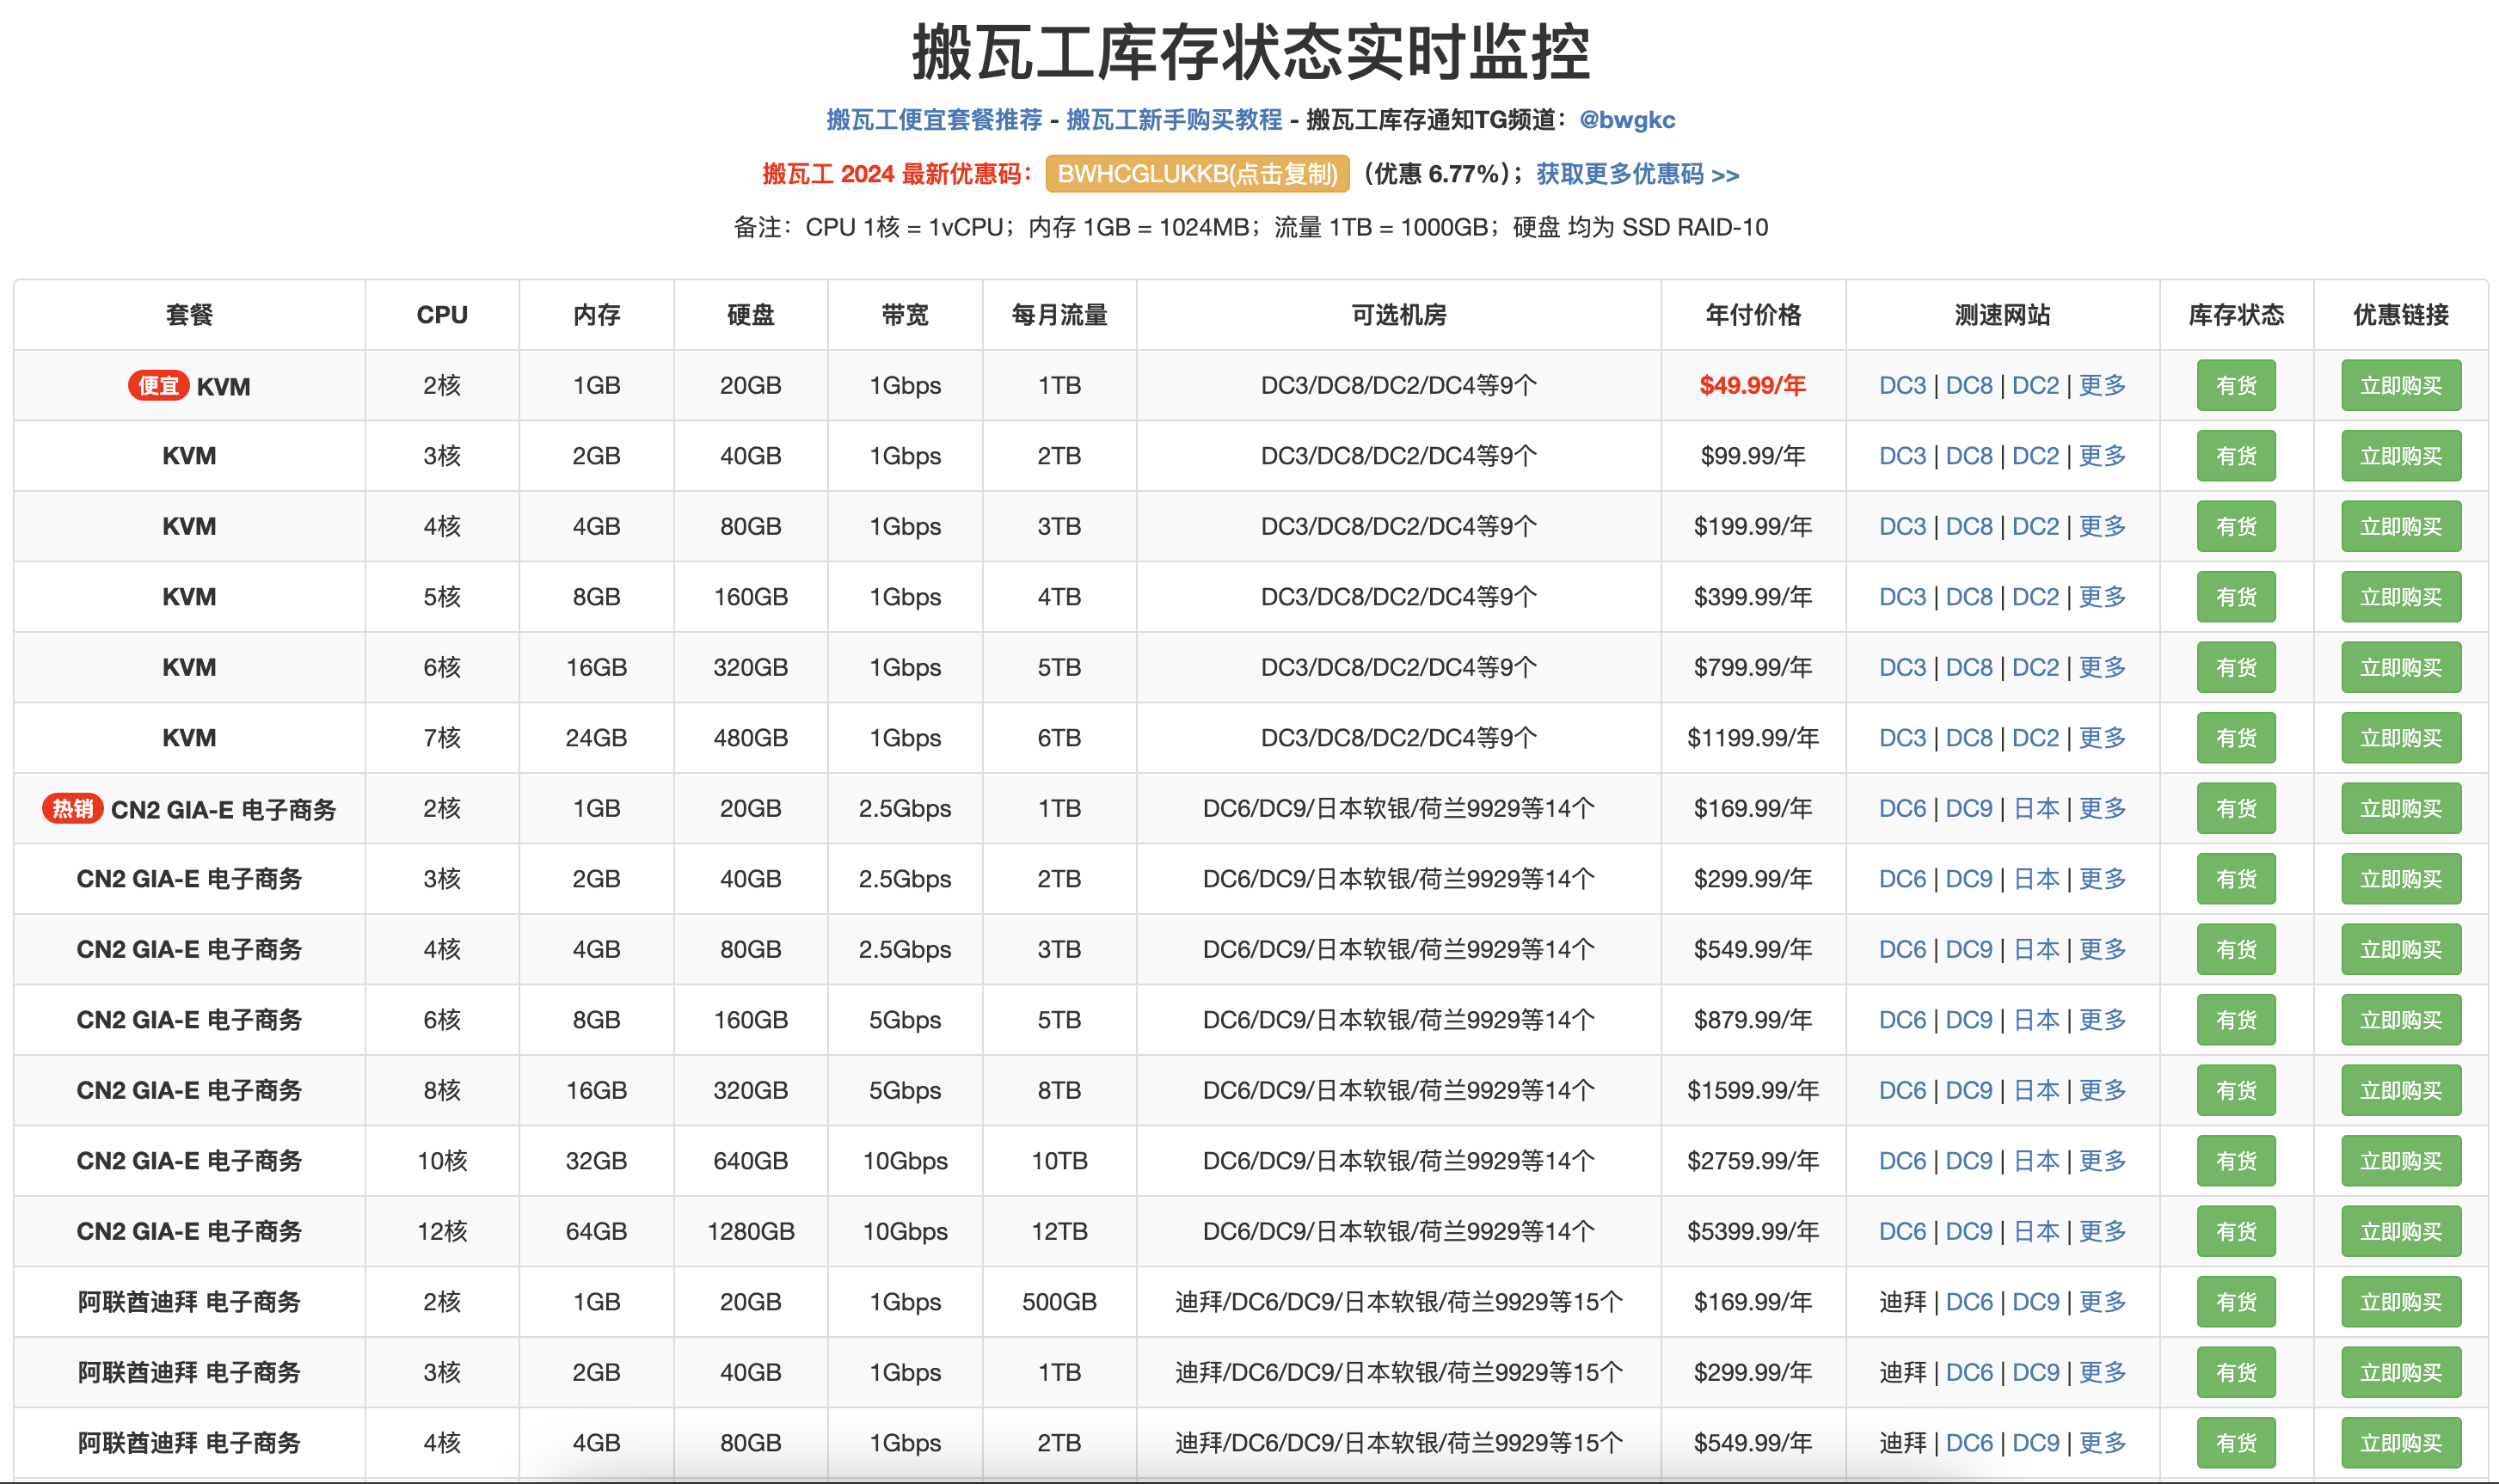 搬瓦工库存状态实时监控
搬瓦工便宜套餐推荐 - 搬瓦工新手购买教程 - 搬瓦工库存通知TG频道：@bwgkc
搬瓦工 2024 最新优惠码： BWHCGLUKKB(点击复制) （优惠 6.77%）；获取更多优惠码 >>
备注：CPU 1核 = 1vCPU；内存 1GB = 1024MB；流量 1TB = 1000GB；硬盘 均为 SSD RAID-10
套餐 CPU 内存 硬盘 带宽 每月流量 可选机房 年付价格 测速网站 库存状态 优惠链接
便宜 KVM 2核 1GB 20GB 1Gbps 1TB DC3/DC8/DC2/DC4等9个 $49.99/年 DC3 | DC8 | DC2 | 更多 有货 立即购买
KVM 3核 2GB 40GB 1Gbps 2TB DC3/DC8/DC2/DC4等9个 $99.99/年 DC3 | DC8 | DC2 | 更多 有货 立即购买
KVM 4核 4GB 80GB 1Gbps 3TB DC3/DC8/DC2/DC4等9个 $199.99/年 DC3 | DC8 | DC2 | 更多 有货 立即购买
KVM 5核 8GB 160GB 1Gbps 4TB DC3/DC8/DC2/DC4等9个 $399.99/年 DC3 | DC8 | DC2 | 更多 有货 立即购买
KVM 6核 16GB 320GB 1Gbps 5TB DC3/DC8/DC2/DC4等9个 $799.99/年 DC3 | DC8 | DC2 | 更多 有货 立即购买
KVM 7核 24GB 480GB 1Gbps 6TB DC3/DC8/DC2/DC4等9个 $1199.99/年 DC3 | DC8 | DC2 | 更多 有货 立即购买
热销 CN2 GIA-E 电子商务 2核 1GB 20GB 2.5Gbps 1TB DC6/DC9/日本软银/荷兰9929等14个 $169.99/年 DC6 | DC9 | 日本 | 更多 有货 立即购买
CN2 GIA-E 电子商务 3核 2GB 40GB 2.5Gbps 2TB DC6/DC9/日本软银/荷兰9929等14个 $299.99/年 DC6 | DC9 | 日本 | 更多 有货 立即购买
CN2 GIA-E 电子商务 4核 4GB 80GB 2.5Gbps 3TB DC6/DC9/日本软银/荷兰9929等14个 $549.99/年 DC6 | DC9 | 日本 | 更多 有货 立即购买
CN2 GIA-E 电子商务 6核 8GB 160GB 5Gbps 5TB DC6/DC9/日本软银/荷兰9929等14个 $879.99/年 DC6 | DC9 | 日本 | 更多 有货 立即购买
CN2 GIA-E 电子商务 8核 16GB 320GB 5Gbps 8TB DC6/DC9/日本软银/荷兰9929等14个 $1599.99/年 DC6 | DC9 | 日本 | 更多 有货 立即购买
CN2 GIA-E 电子商务 10核 32GB 640GB 10Gbps 10TB DC6/DC9/日本软银/荷兰9929等14个 $2759.99/年 DC6 | DC9 | 日本 | 更多 有货 立即购买
CN2 GIA-E 电子商务 12核 64GB 1280GB 10Gbps 12TB DC6/DC9/日本软银/荷兰9929等14个 $5399.99/年 DC6 | DC9 | 日本 | 更多 有货 立即购买
阿联酋迪拜 电子商务 2核 1GB 20GB 1Gbps 500GB 迪拜/DC6/DC9/日本软银/荷兰9929等15个 $169.99/年 迪拜 | DC6 | DC9 | 更多 有货 立即购买
阿联酋迪拜 电子商务 3核 2GB 40GB 1Gbps 1TB 迪拜/DC6/DC9/日本软银/荷兰9929等15个 $299.99/年 迪拜 | DC6 | DC9 | 更多 有货 立即购买
阿联酋迪拜 电子商务 4核 4GB 80GB 1Gbps 2TB 迪拜/DC6/DC9/日本软银/荷兰9929等15个 $549.99/年 迪拜 | DC6 | DC9 | 更多 有货 立即购买